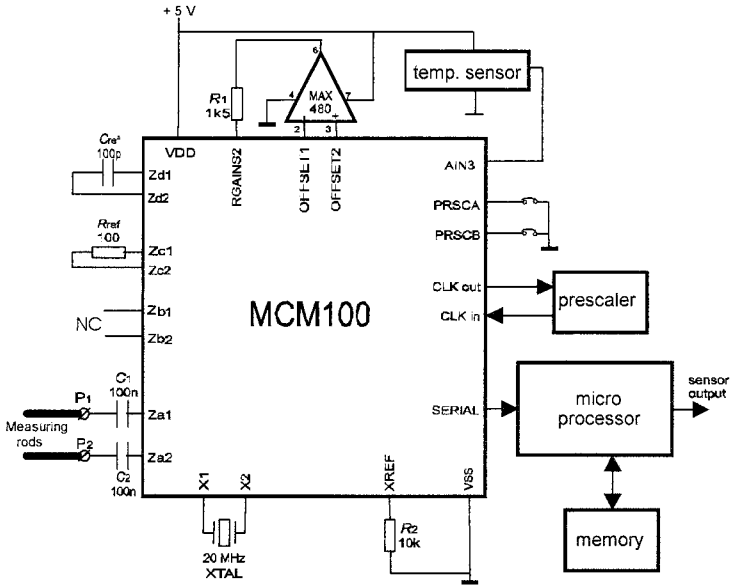 + 5 V
6
temp. sensor
R1
1k5
4
MAX
480
7
2
3
+
Cref
100p
VDD
RGAINS2
OFFSET1
OFFSET2
Zd1
Zd2
AIN3
PRSCA
PRSCB
Rref
100
Zc1
Zc2
CLK out
prescaler
CLK in
Zb1
NC
Zb2
MCM100
C1
100n
P1
Za1
Measuring
rods
P2
Za2
C2
100n
SERIAL
micro
processor
sensor
output
X1
X2
XREF
VSS
R2
10k
20 MHz
XTAL
memory